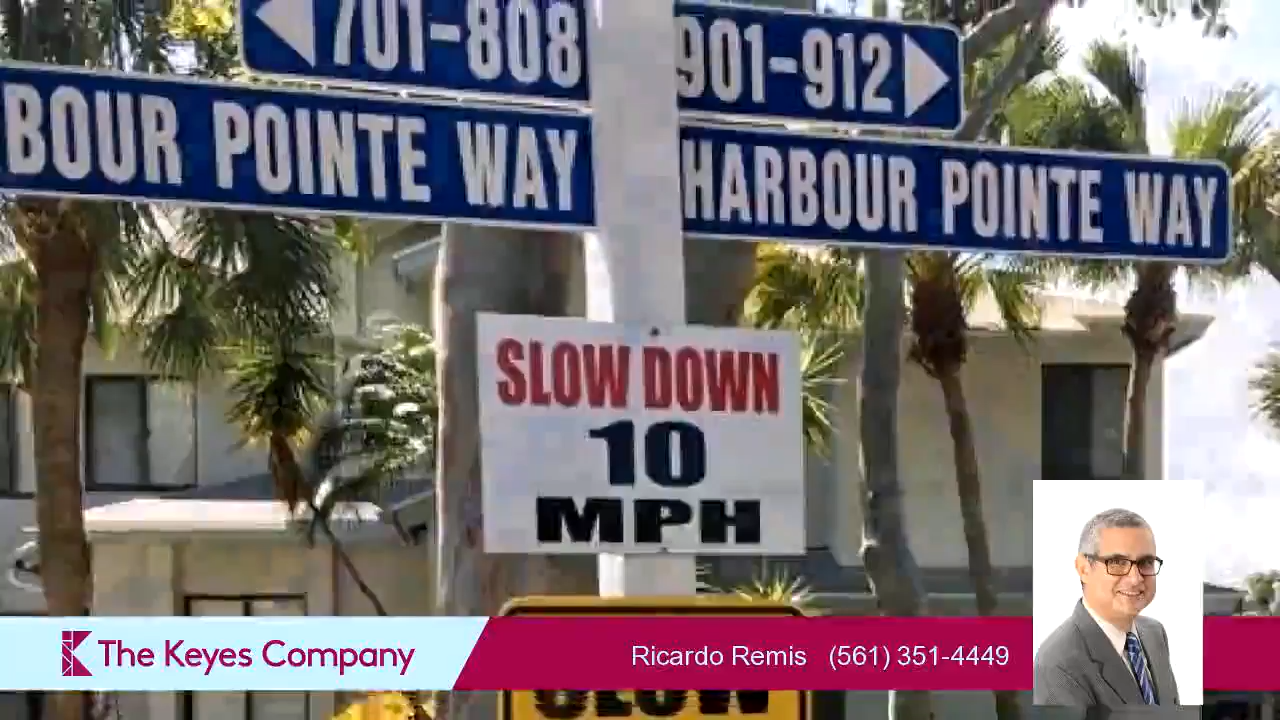 701-808
901-912
BOUR POINTE WAY
HARBOUR POINTE WAY
SLOW DOWN
10
MPH
The Keyes Company
Ricardo Remis (561) 351-4449
SLOW